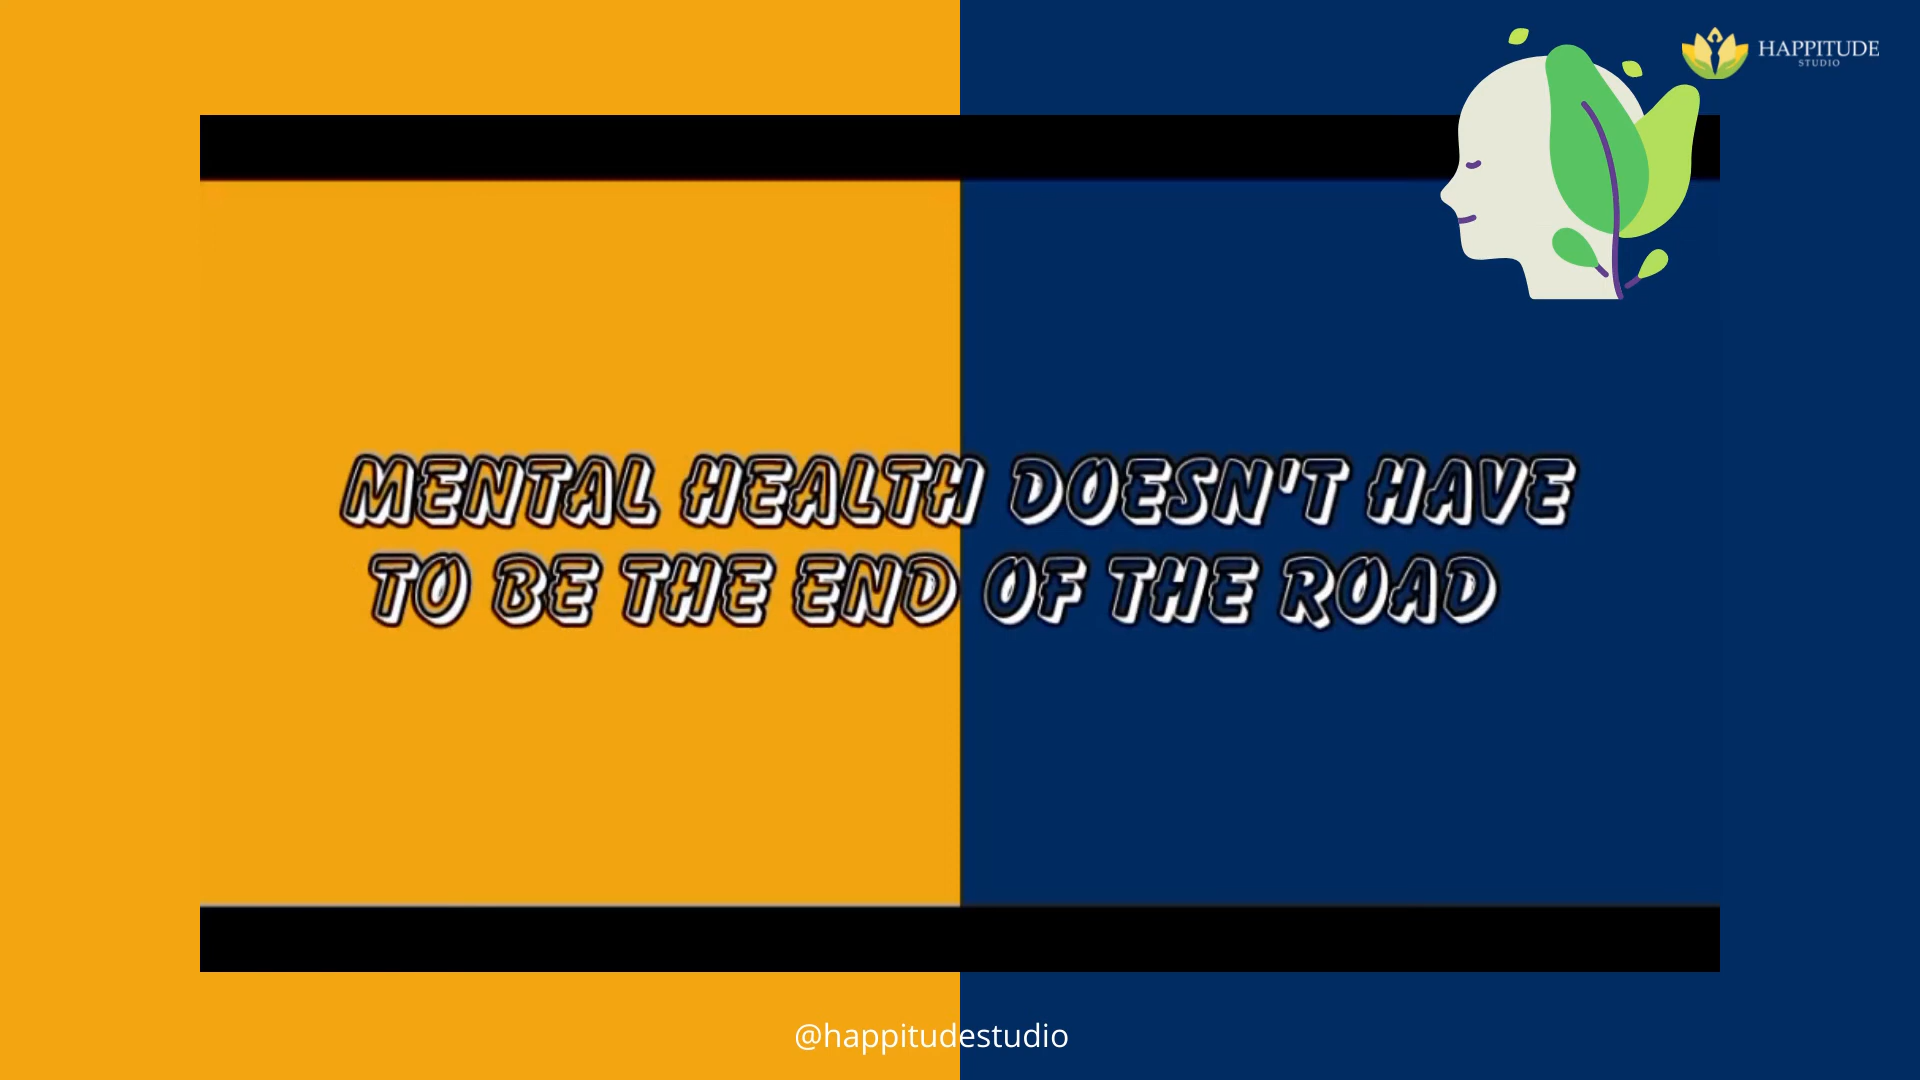 HAPPITUDE
STUDIO
MENTAL HEALTH DOESN'T HAVE
TO BE THE END OF THE ROAD
@happitudestudio